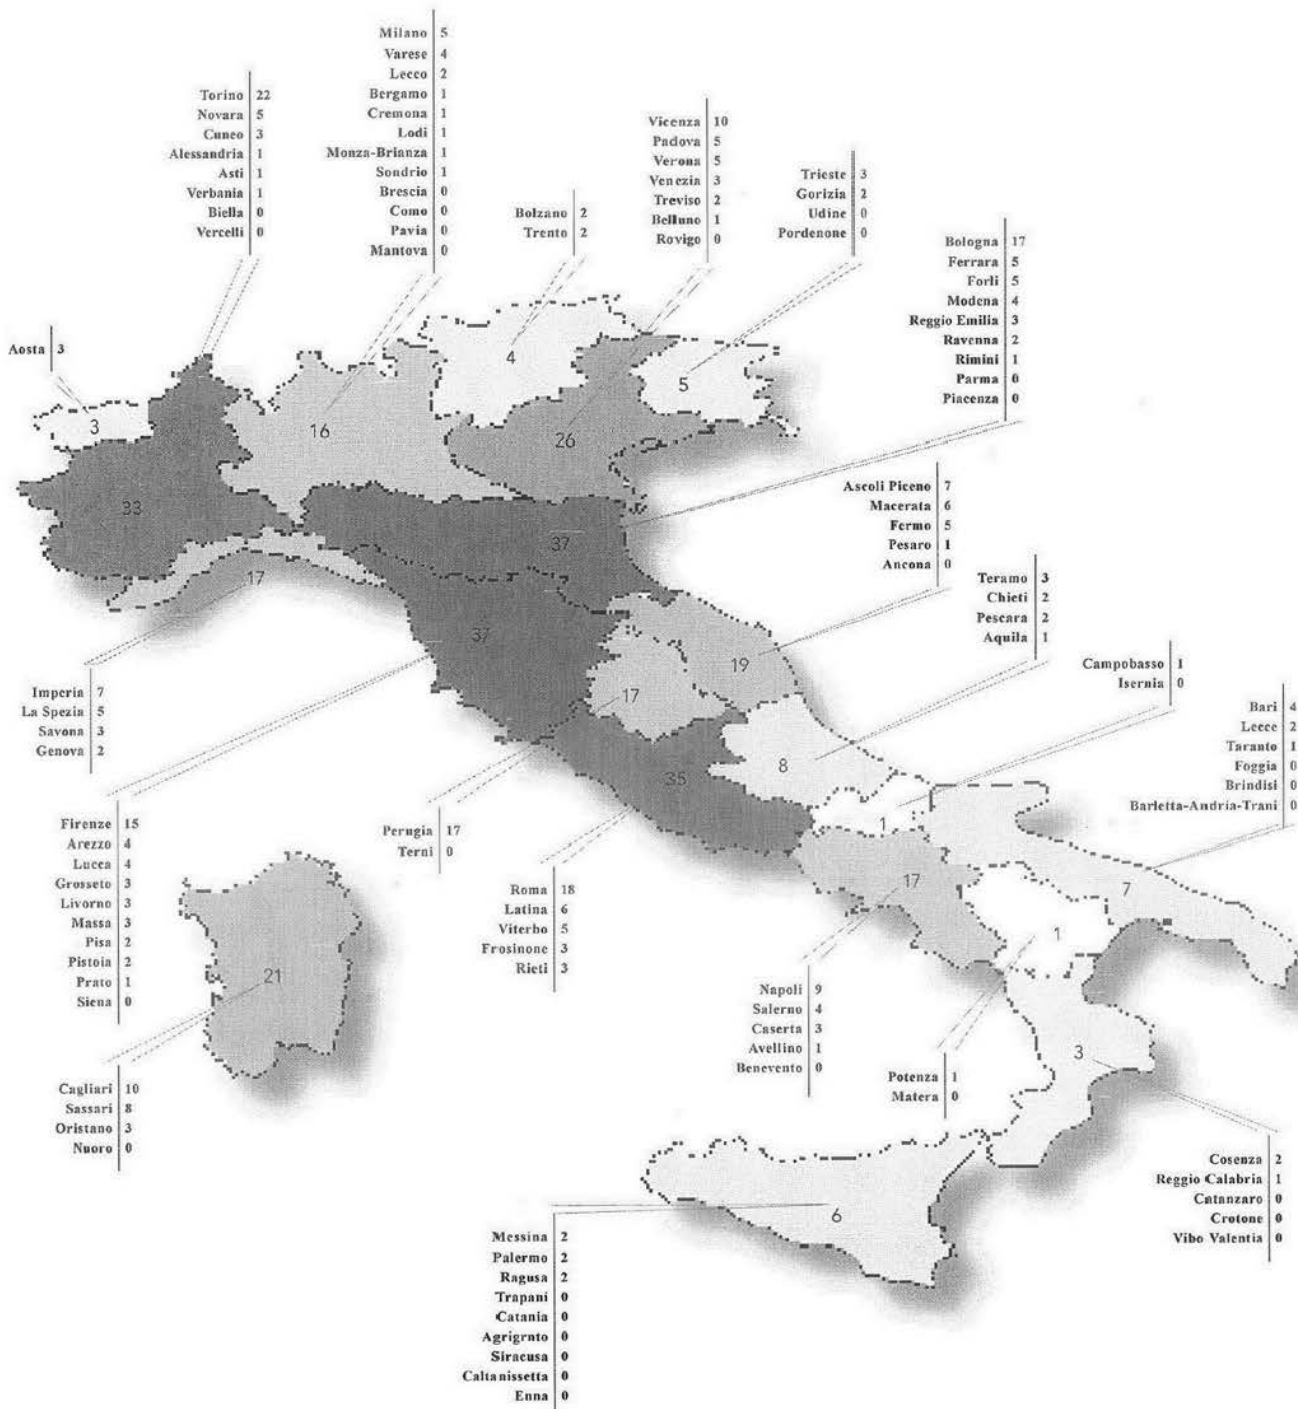 Milano 5
Varese 4
Lecco 2
Bergamo 1
Cremona 1
Lodi 1
Monza-Brianza 1
Sondrio 1
Brescia 0
Como 0
Pavia 0
Mantova 0
Torino 22
Novara 5
Cuneo 3
Alessandria 1
Asti 1
Verbania 1
Biella 0
Vercelli 0
Bolzano 2
Trento 2
Vicenza 10
Padova 5
Verona 5
Venezia 3
Treviso 2
Belluno 1
Rovigo 0
Trieste 3
Gorizia 2
Udine 0
Pordenone 0
Bologna 17
Ferrara 5
Forli 5
Modena 4
Reggio Emilia 3
Ravenna 2
Rimini 1
Parma 0
Piacenza 0
Aosta 3
3
16
4
26
5
33
37
17
37
19
17
8
35
1
17
7
1
21
3
6
Ascoli Piceno 7
Macerata 6
Fermo 5
Pesaro 1
Ancona 0
Teramo 3
Chieti 2
Pescara 2
Aquila 1
Campobasso 1
Isernia 0
Bari 4
Lecce 2
Taranto 1
Foggia 0
Brindisi 0
Barletta-Andria-Trani 0
Imperia 7
La Spezia 5
Savona 3
Genova 2
Firenze 15
Arezzo 4
Lucca 4
Grosseto 3
Livorno 3
Massa 3
Pisa 2
Pistoia 2
Prato 1
Siena 0
Perugia 17
Terni 0
Roma 18
Latina 6
Viterbo 5
Frosinone 3
Rieti 3
Napoli 9
Salerno 4
Caserta 3
Avellino 1
Benevento 0
Potenza 1
Matera 0
Cagliari 10
Sassari 8
Oristano 3
Nuoro 0
Cosenza 2
Reggio Calabria 1
Catanzaro 0
Crotone 0
Vibo Valentia 0
Messina 2
Palermo 2
Ragusa 2
Trapani 0
Catania 0
Agrigrnto 0
Siracusa 0
Caltanissetta 0
Enna 0